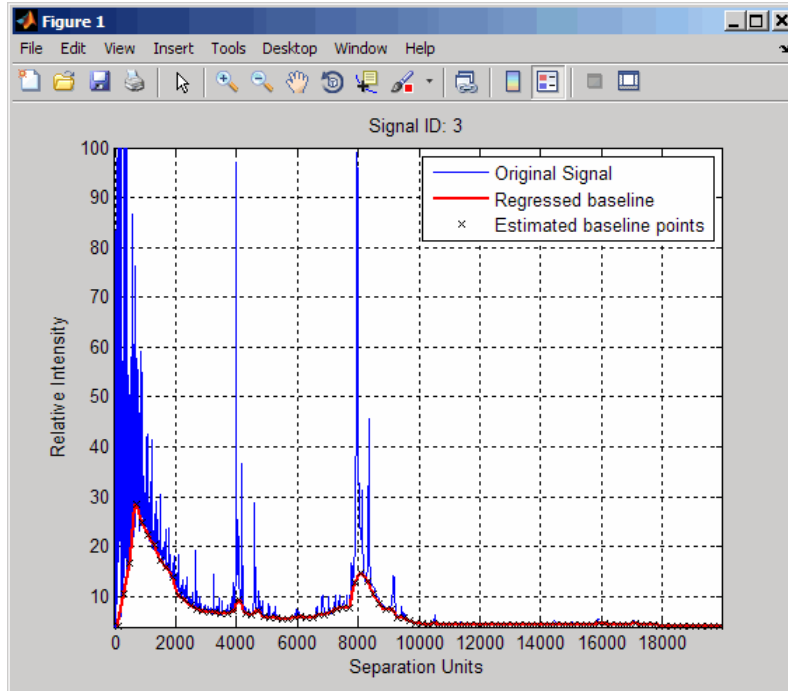 Figure 1
File Edit View Insert Tools Desktop Window Help
Signal ID: 3
Original Signal
Regressed baseline
Estimated baseline points
Relative Intensity
100
90
80
70
60
50
40
30
20
10
0 2000 4000 6000 8000 10000 12000 14000 16000 18000
Separation Units